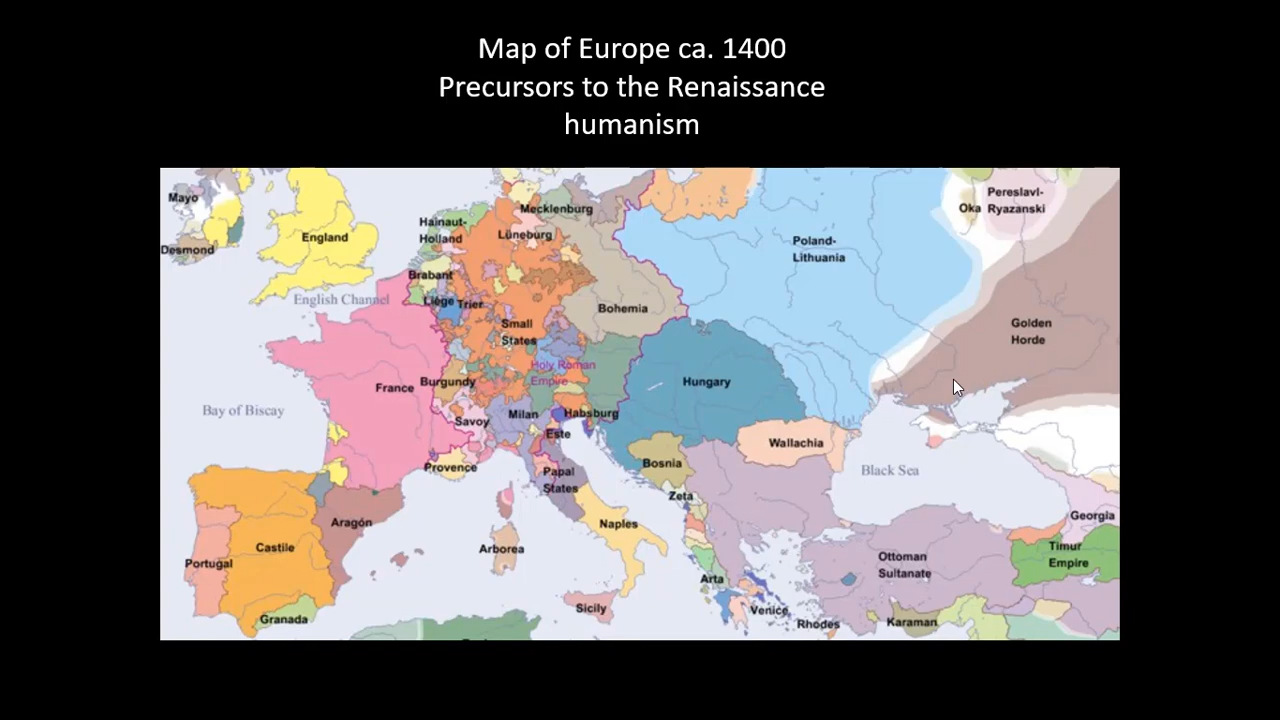 Map of Europe ca. 1400
Precursors to the Renaissance
humanism
Mayo
Desmond
England
English Channel
Hainaut-
Holland
Mecklenburg
Lüneburg
Brabant
Liège
Trier
Small
States
Bohemia
Poland-
Lithuania
Oka
Pereslavl-
Ryazanski
Golden
Horde
France
Burgundy
Holy Roman
Empire
Hungary
Bay of Biscay
Savoy
Milan
Habsburg
Este
Provence
Papal
States
Bosnia
Wallachia
Black Sea
Zeta
Aragón
Castile
Portugal
Granada
Arborea
Naples
Sicily
Arta
Venice
Rhodes
Ottoman
Sultanate
Karaman
Georgia
Timur
Empire